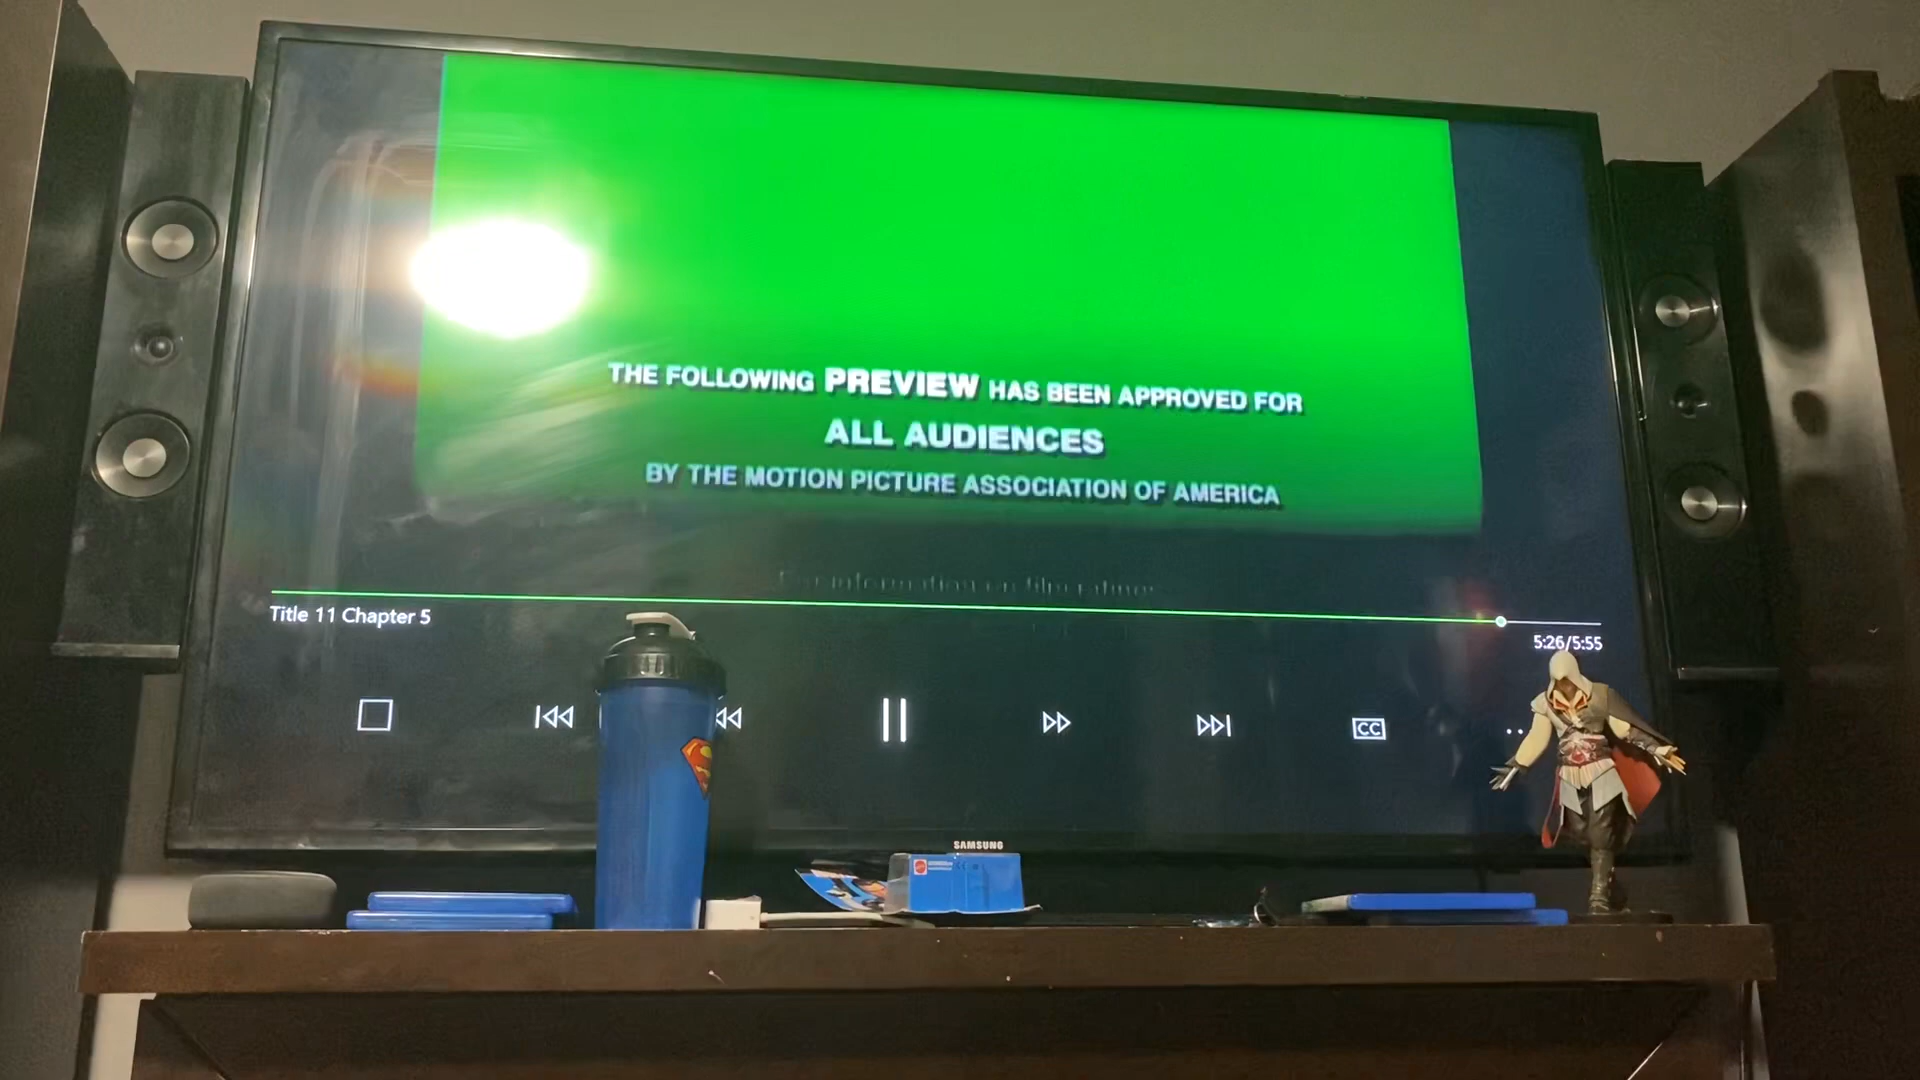 THE FOLLOWING PREVIEW HAS BEEN APPROVED FOR
ALL AUDIENCES
BY THE MOTION PICTURE ASSOCIATION OF AMERICA
Title 11 Chapter 5
5:26/5:55
CC
SAMSUNG